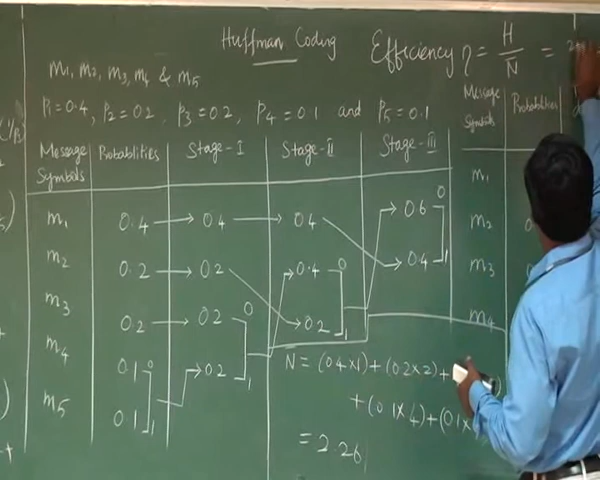 Huffman Coding
Efficiency η = H / N̄ =
m1, m2, m3, m4 & m5
P1=0.4, P2=0.2, P3=0.2, P4=0.1 and P5=0.1
Message Symbols Probabilities Stage-I Stage-II Stage-III
m1 0.4 0.4 0.4 0.6 0
m2 0.2 0.2 0.4 0 0.4 1
m3 0.2 0.2 0 0.2 1
m4 0.1 0 0.2 1
m5 0.1 1
Message Symbols Probabilities
m1
m2 0
m3
m4
N = (0.4×1)+(0.2×2)+
+(0.1×4)+(0.1×
= 2.26